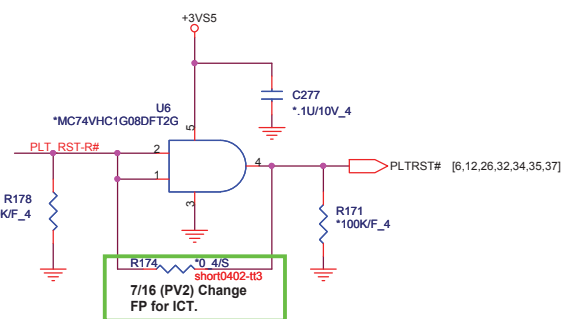 +3VS5
C277
*.1U/10V_4
U6
*MC74VHC1G08DFT2G
5
PLT_RST-R#
2
1
4
3
PLTRST# [6,12,26,32,34,35,37]
R178
K/F_4
R171
*100K/F_4
R174 *0_4/S
short0402-tt3
7/16 (PV2) Change
FP for ICT.